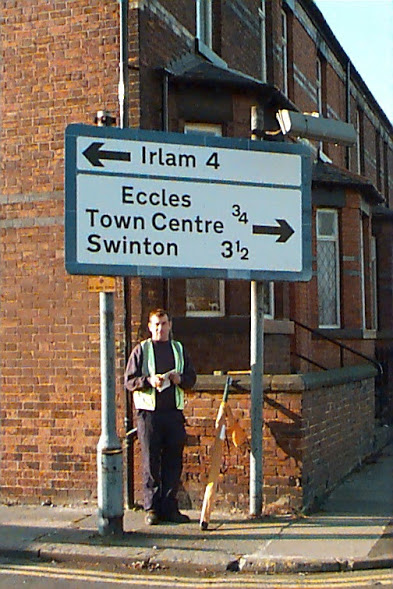 Irlam 4
Eccles
Town Centre ¾
Swinton 3½